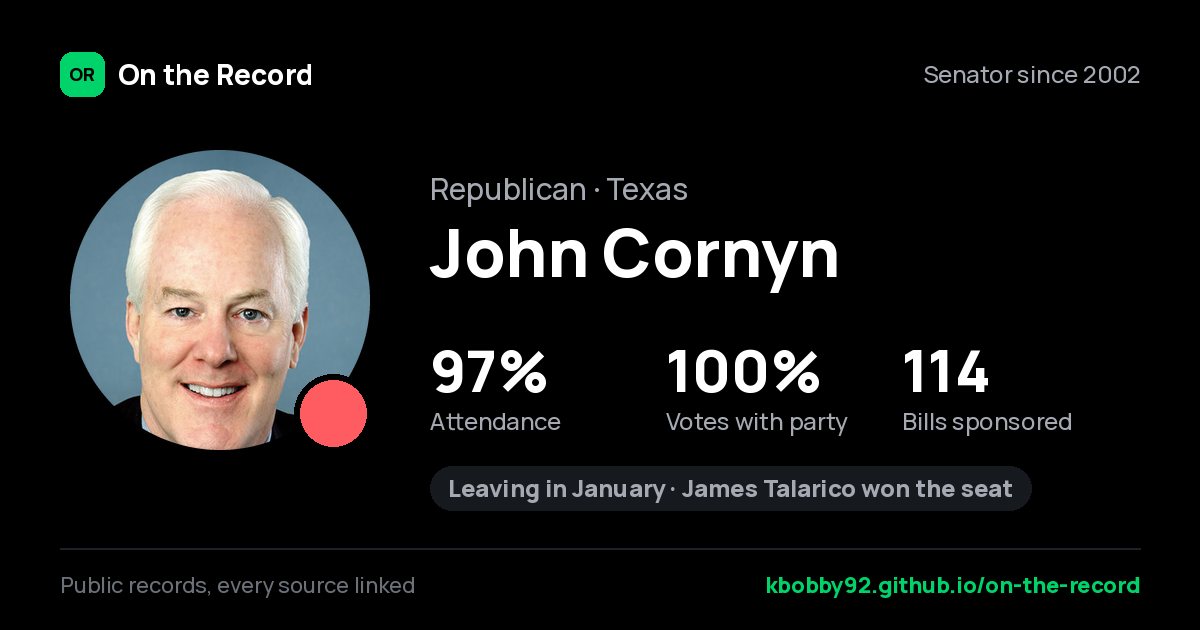 OR On the Record
Senator since 2002
Republican · Texas
John Cornyn
97% 100% 114
Attendance Votes with party Bills sponsored
Leaving in January · James Talarico won the seat
Public records, every source linked
kbobby92.github.io/on-the-record